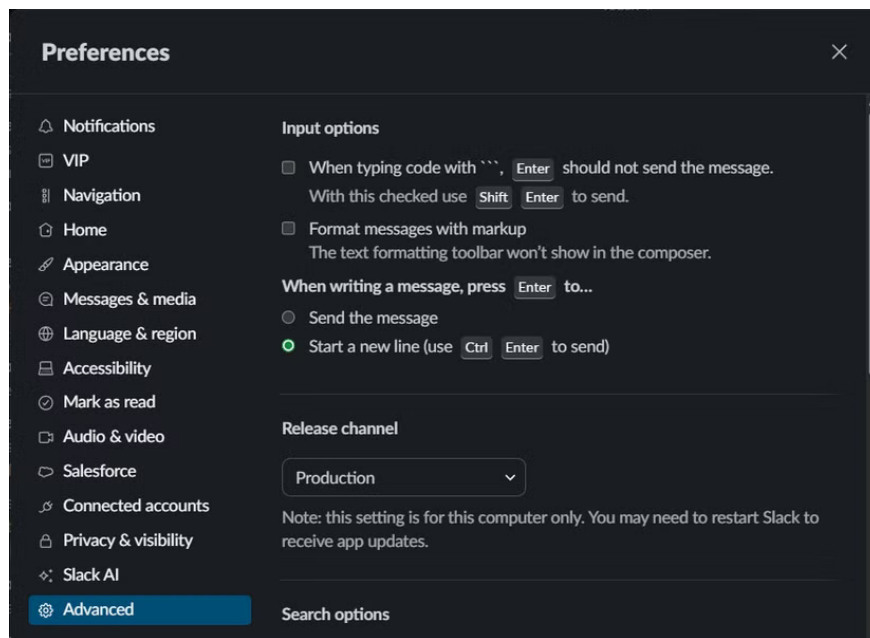 Preferences
Notifications
VIP
Navigation
Home
Appearance
Messages & media
Language & region
Accessibility
Mark as read
Audio & video
Salesforce
Connected accounts
Privacy & visibility
Slack AI
Advanced
Input options
When typing code with ```, Enter should not send the message.
With this checked use Shift Enter to send.
Format messages with markup
The text formatting toolbar won’t show in the composer.
When writing a message, press Enter to…
Send the message
Start a new line (use Ctrl Enter to send)
Release channel
Production
Note: this setting is for this computer only. You may need to restart Slack to
receive app updates.
Search options